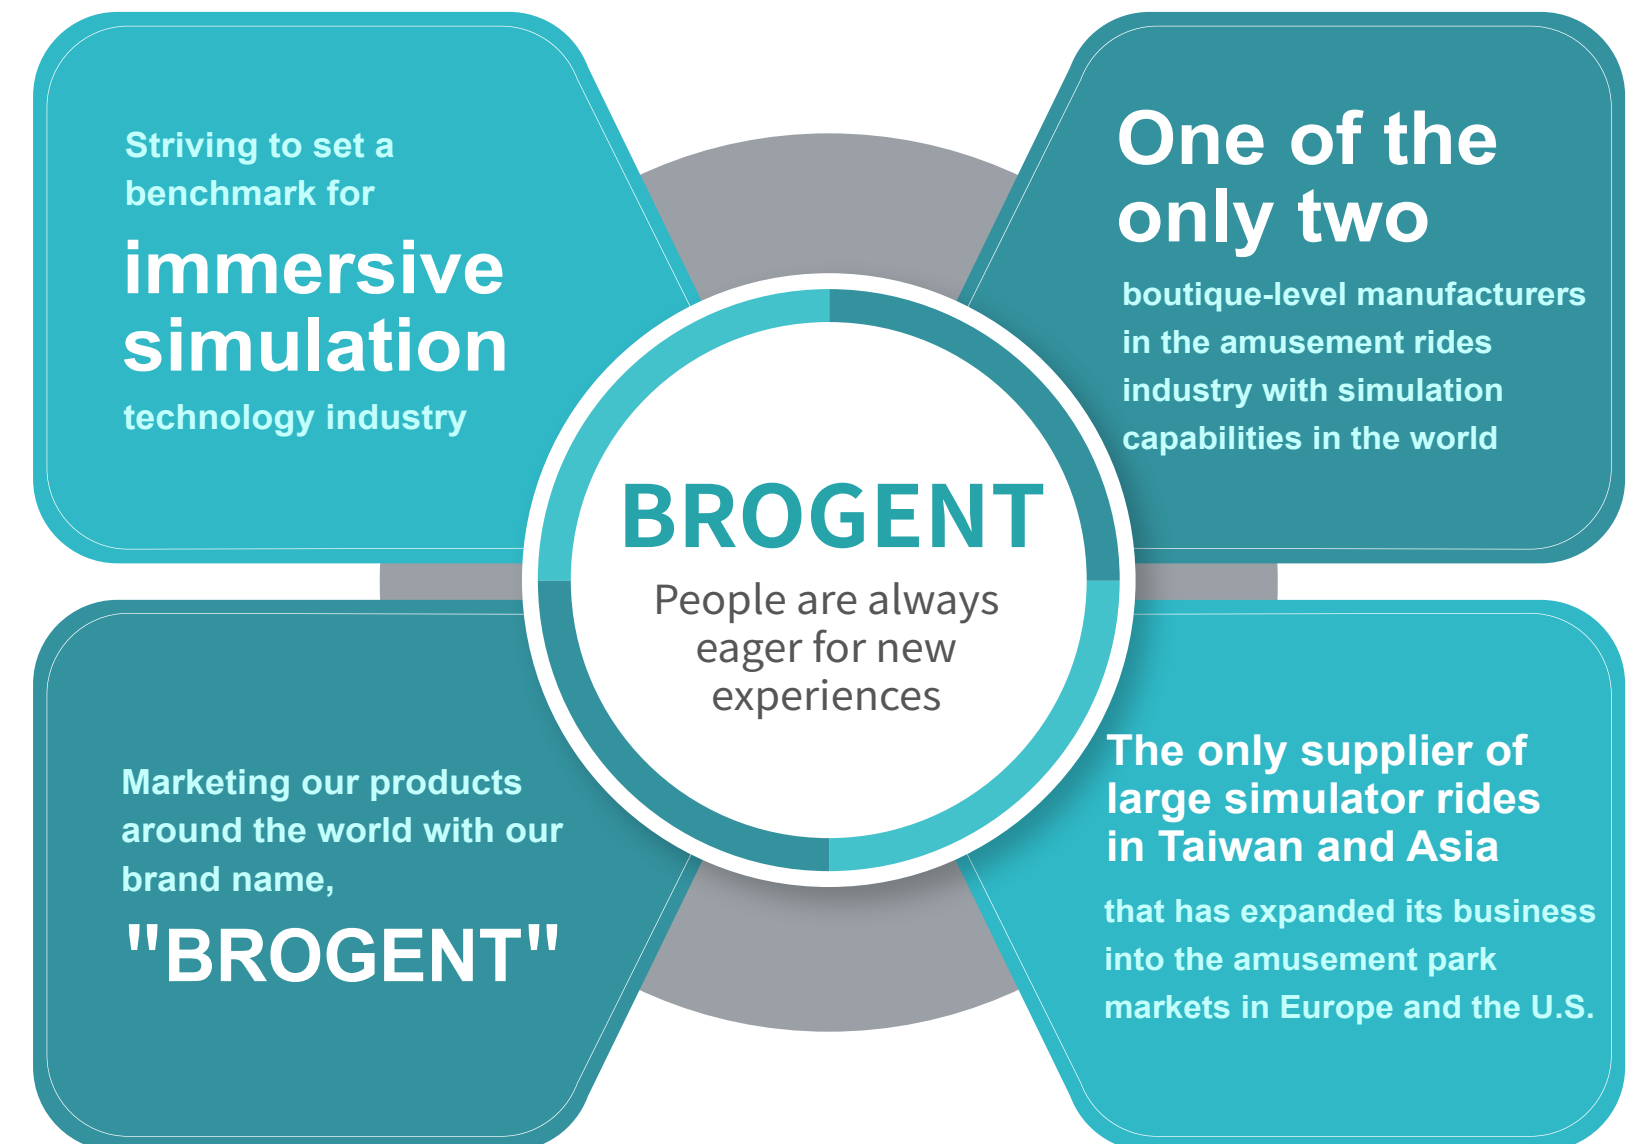 Striving to set a
benchmark for
immersive
simulation
technology industry
One of the
only two
boutique-level manufacturers
in the amusement rides
industry with simulation
capabilities in the world
BROGENT
People are always
eager for new
experiences
Marketing our products
around the world with our
brand name,
"BROGENT"
The only supplier of
large simulator rides
in Taiwan and Asia
that has expanded its business
into the amusement park
markets in Europe and the U.S.